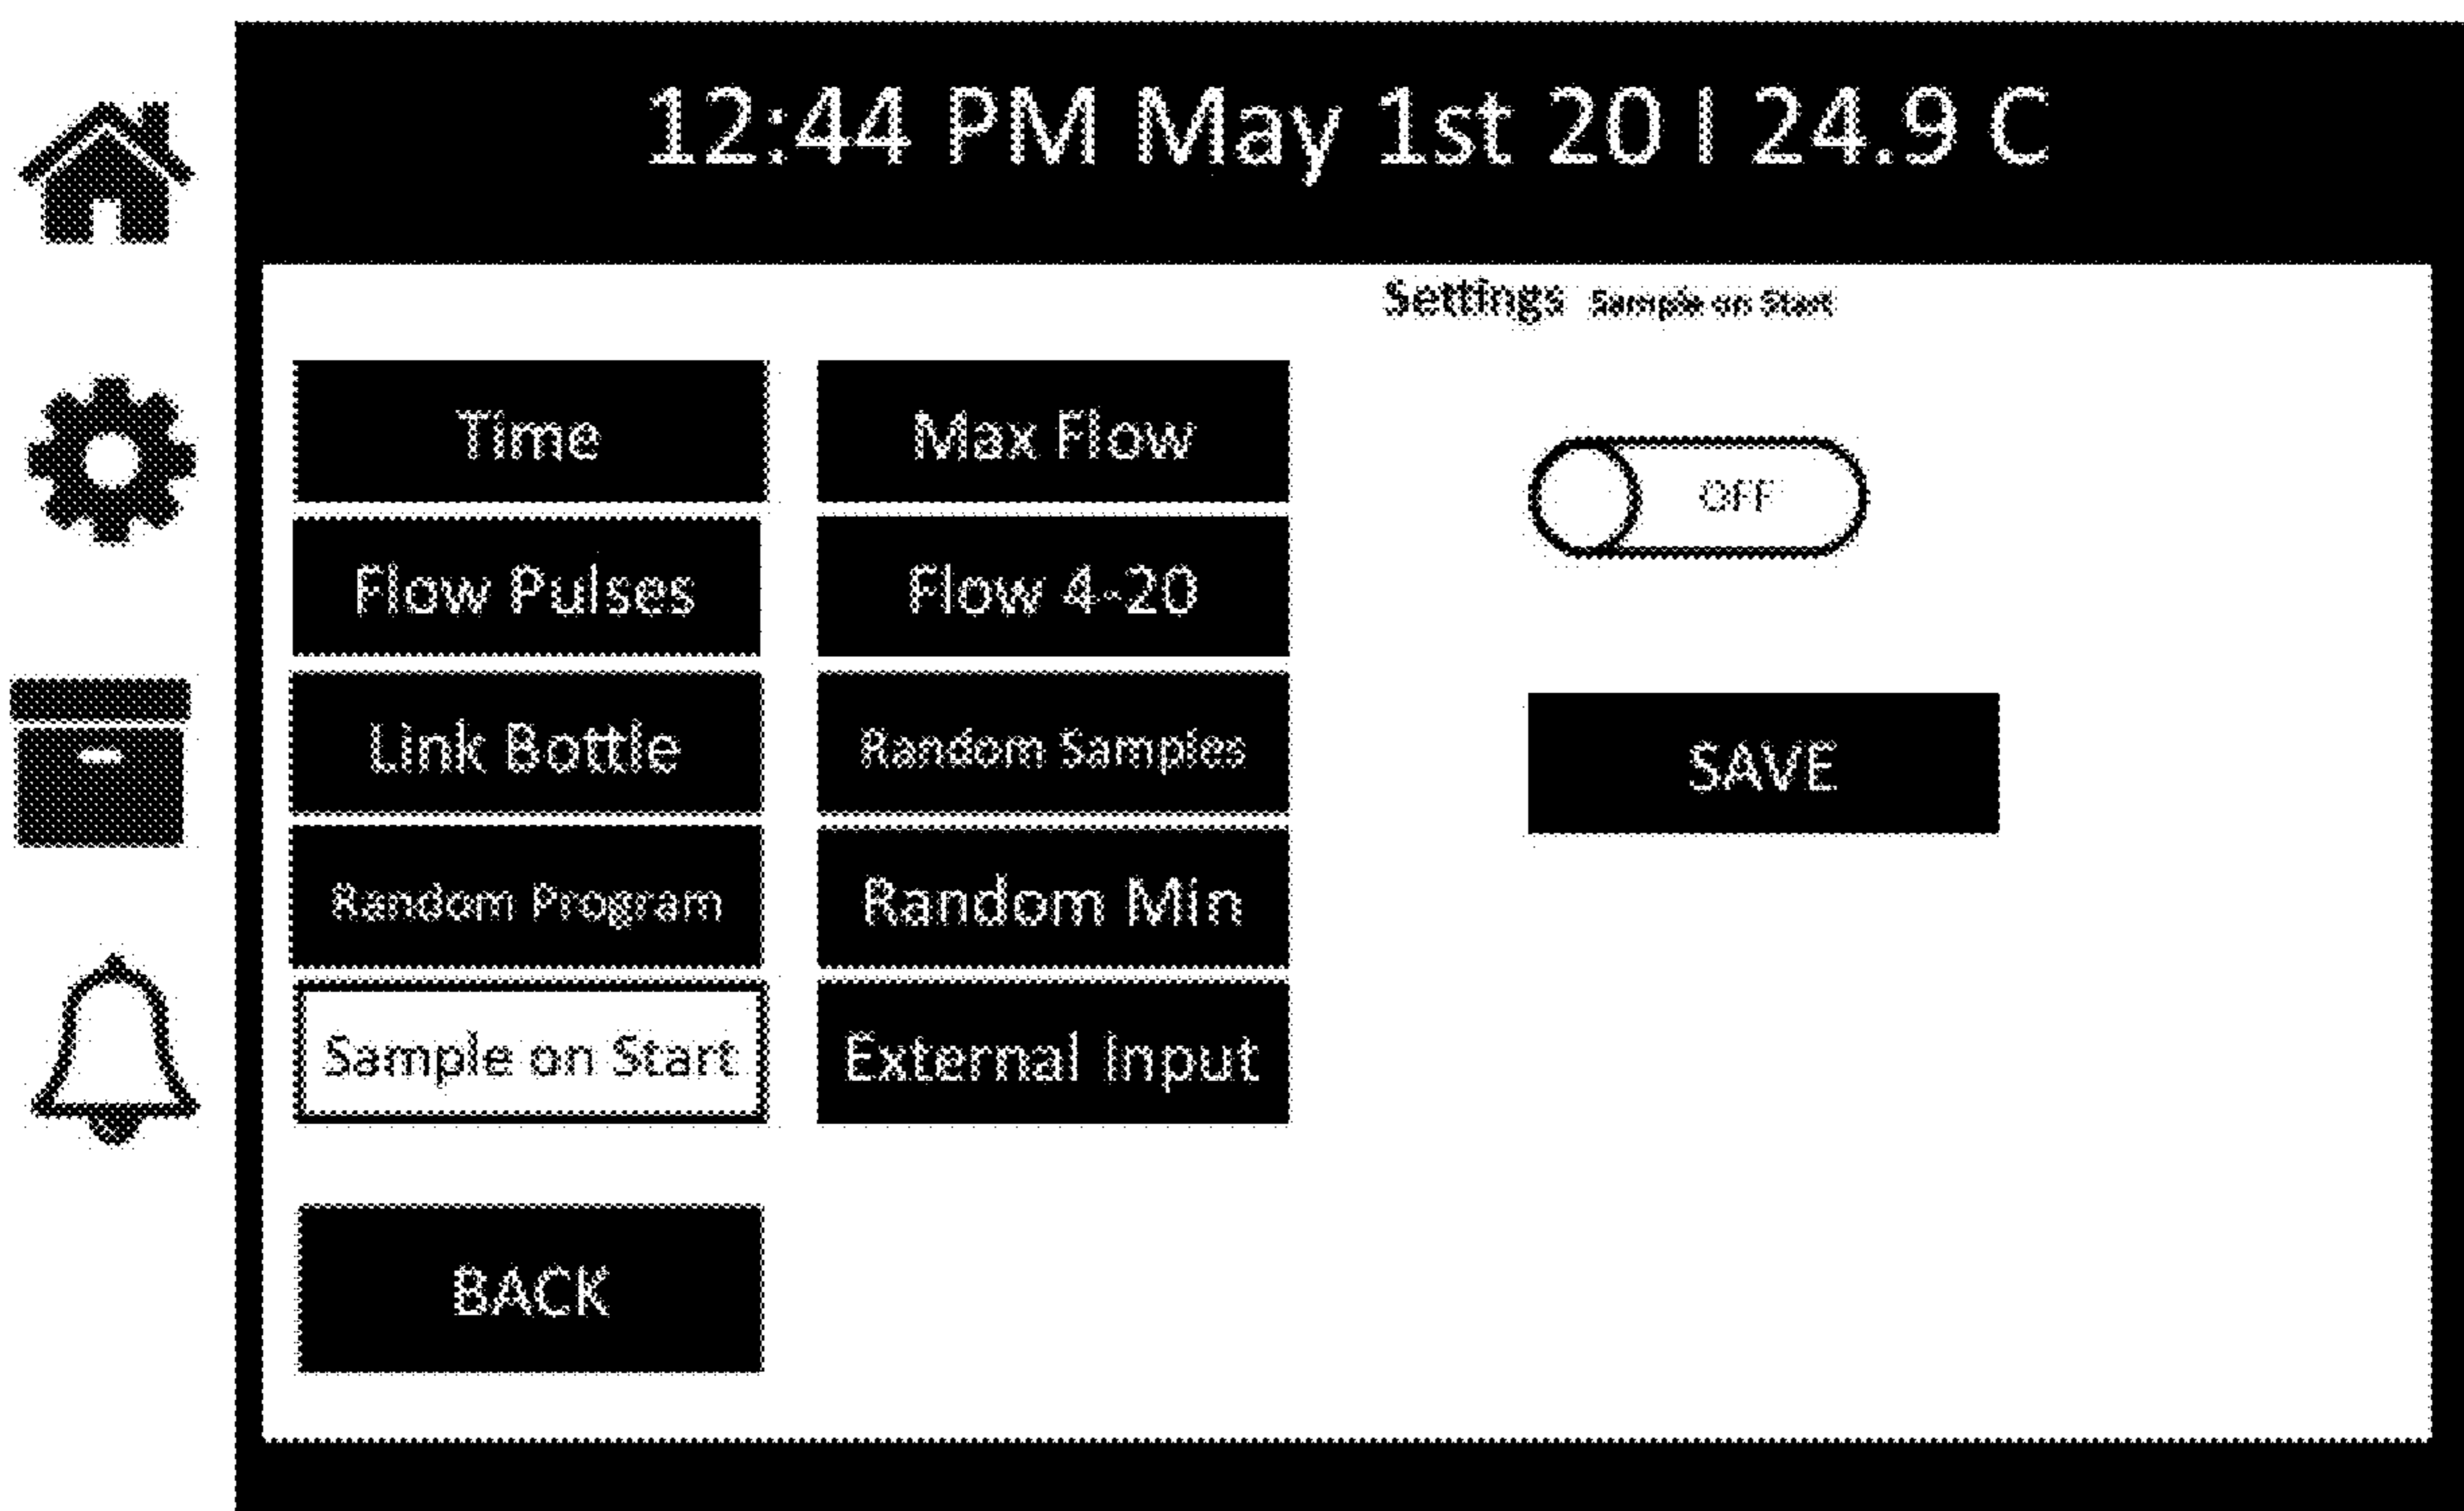 12:44 PM May 1st 20 I 24.9 C
Settings Sample on Start
Time Max Flow
OFF
Flow Pulses Flow 4-20
Link Bottle Random Samples SAVE
Random Program Random Min
Sample on Start External Input
BACK